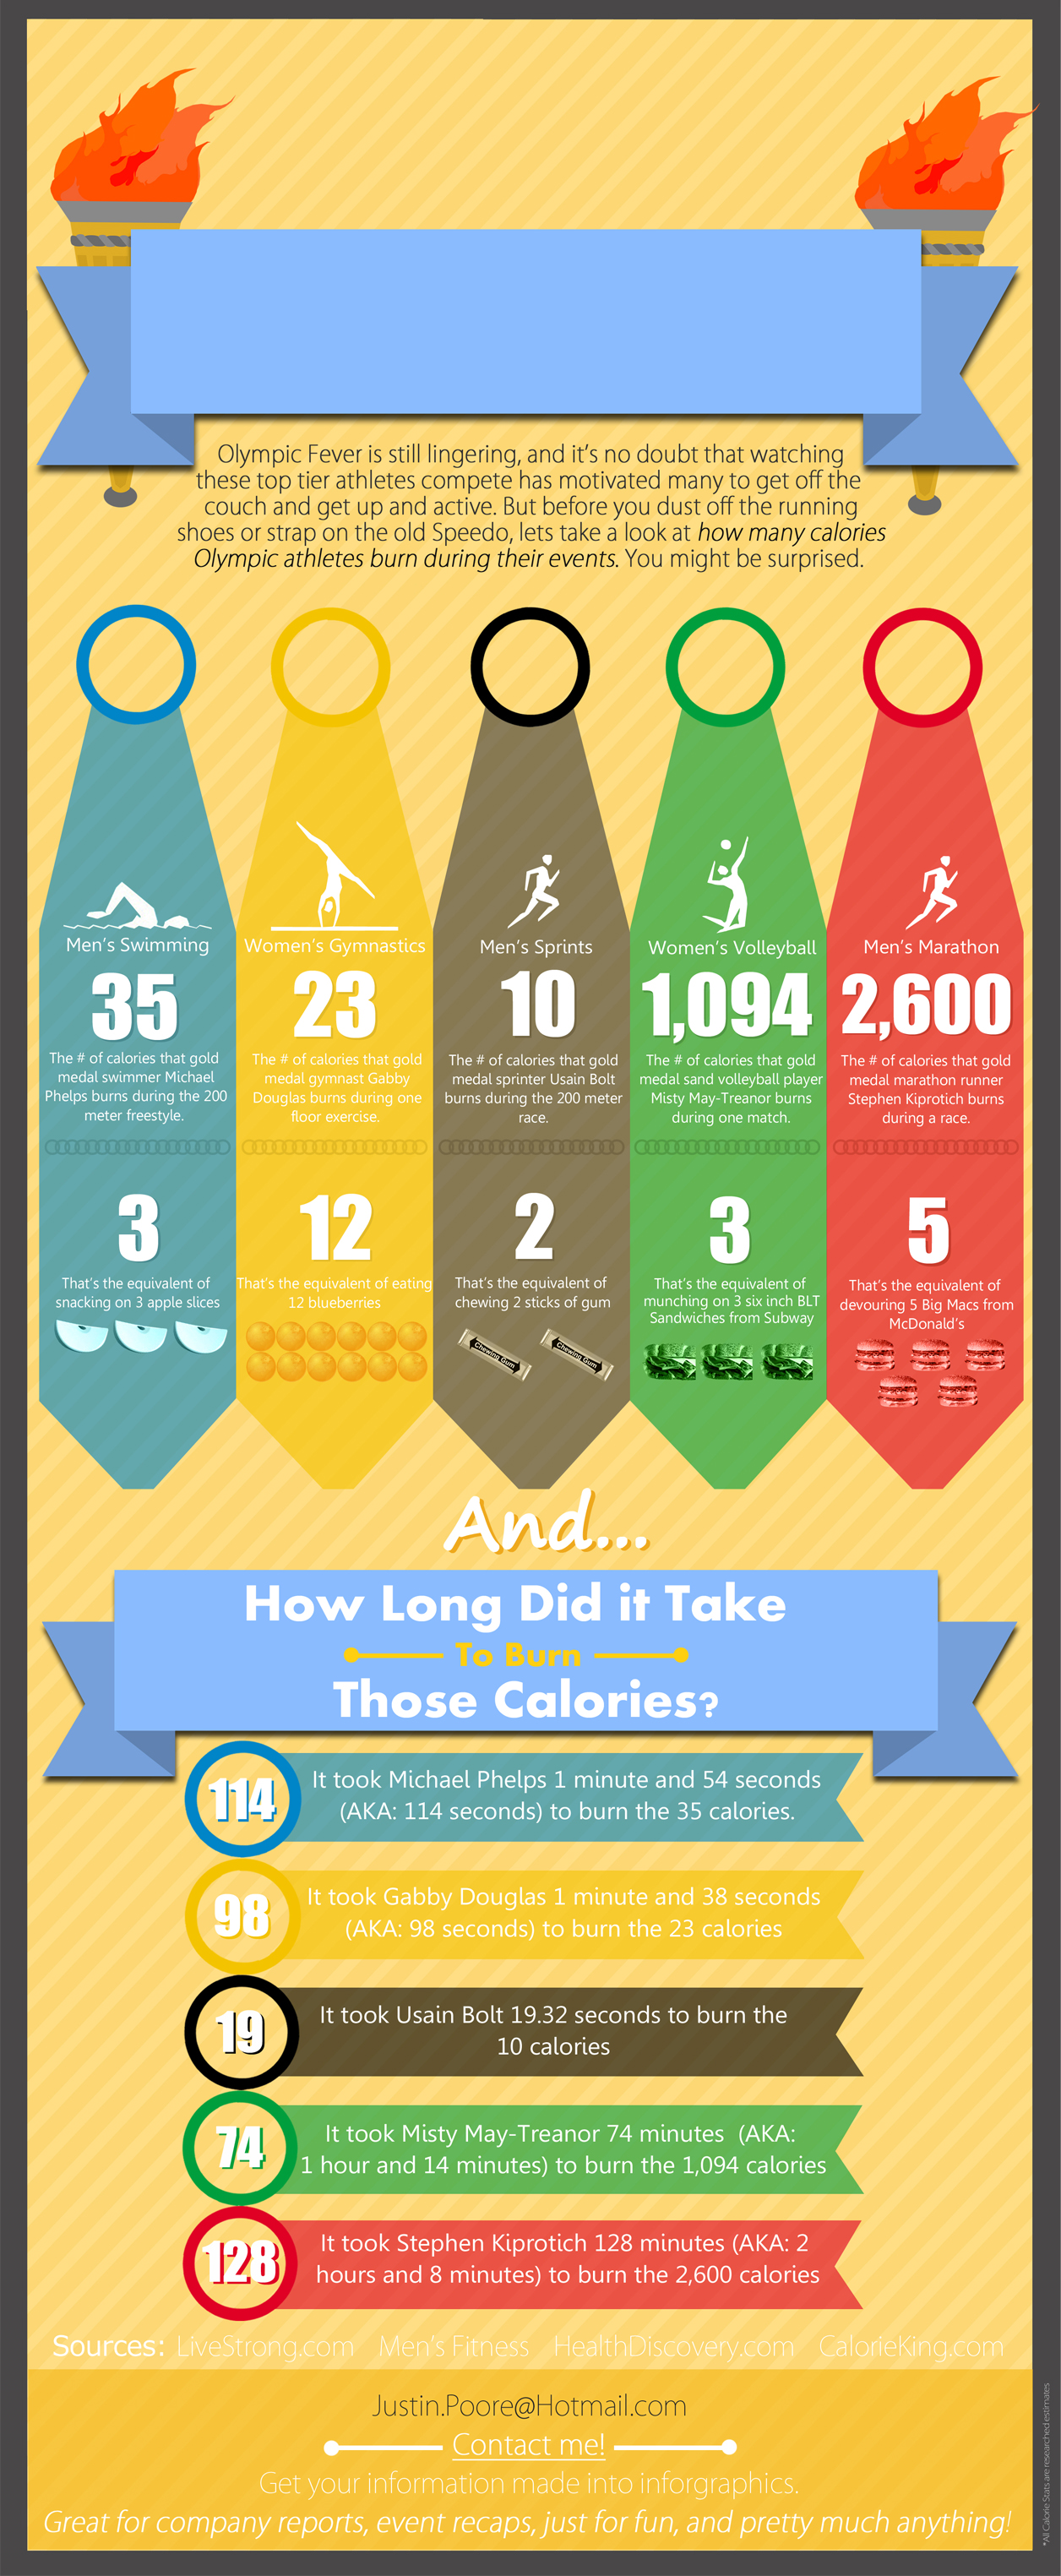 Olympic Fever is still lingering, and it's no doubt that watching
these top tier athletes compete has motivated many to get off the
couch and get up and active. But before you dust off the running
shoes or strap on the old Speedo, lets take a look at how many calories
Olympic athletes burn during their events. You might be surprised.
Men's Swimming
35
The # of calories that gold
medal swimmer Michael
Phelps burns during the 200
meter freestyle.
3
That's the equivalent of
snacking on 3 apple slices
Women's Gymnastics
23
The # of calories that gold
medal gymnast Gabby
Douglas burns during one
floor exercise.
12
That's the equivalent of eating
12 blueberries
Men's Sprints
10
The # of calories that gold
medal sprinter Usain Bolt
burns during the 200 meter
race.
2
That's the equivalent of
chewing 2 sticks of gum
Chewing Gum
Chewing Gum
Women's Volleyball
1,094
The # of calories that gold
medal sand volleyball player
Misty May-Treanor burns
during one match.
3
That's the equivalent of
munching on 3 six inch BLT
Sandwiches from Subway
Men's Marathon
2,600
The # of calories that gold
medal marathon runner
Stephen Kiprotich burns
during a race.
5
That's the equivalent of
devouring 5 Big Macs from
McDonald's
And...
How Long Did it Take
To Burn
Those Calories?
114
It took Michael Phelps 1 minute and 54 seconds
(AKA: 114 seconds) to burn the 35 calories.
98
It took Gabby Douglas 1 minute and 38 seconds
(AKA: 98 seconds) to burn the 23 calories
19
It took Usain Bolt 19.32 seconds to burn the
10 calories
74
It took Misty May-Treanor 74 minutes (AKA:
1 hour and 14 minutes) to burn the 1,094 calories
128
It took Stephen Kiprotich 128 minutes (AKA: 2
hours and 8 minutes) to burn the 2,600 calories
Sources: LiveStrong.com Men's Fitness HealthDiscovery.com CalorieKing.com
Justin.Poore@Hotmail.com
Contact me!
Get your information made into inforgraphics.
Great for company reports, event recaps, just for fun, and pretty much anything!
*All Calorie Stats are researched estimates